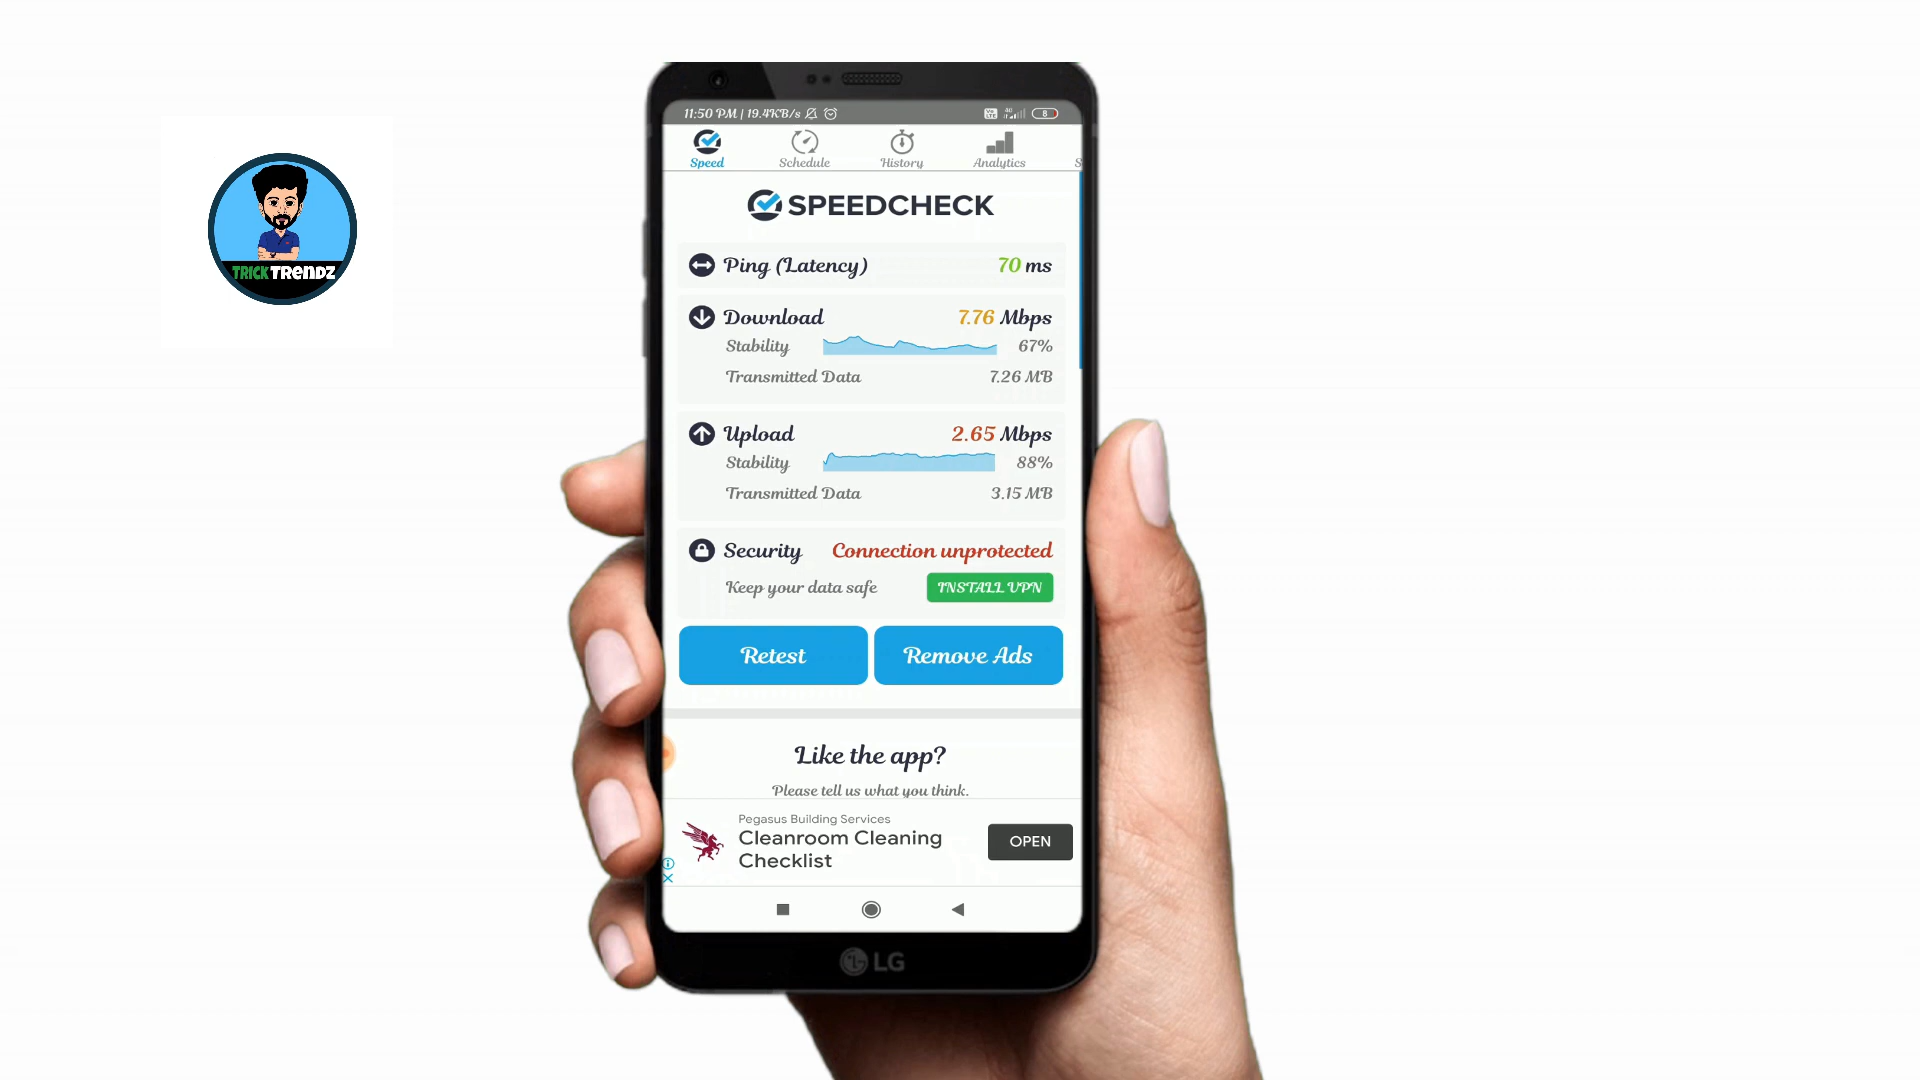 TRICK TRENDZ
11:50 PM | 19.4KB/s
8
Speed
Schedule
History
Analytics
S
SPEEDCHECK
Ping (Latency) 70 ms
Download 7.76 Mbps
Stability 67%
Transmitted Data 7.26 MB
Upload 2.65 Mbps
Stability 88%
Transmitted Data 3.15 MB
Security Connection unprotected
Keep your data safe INSTALL VPN
Retest
Remove Ads
Like the app?
Please tell us what you think.
Pegasus Building Services
Cleanroom Cleaning
Checklist
OPEN
LG